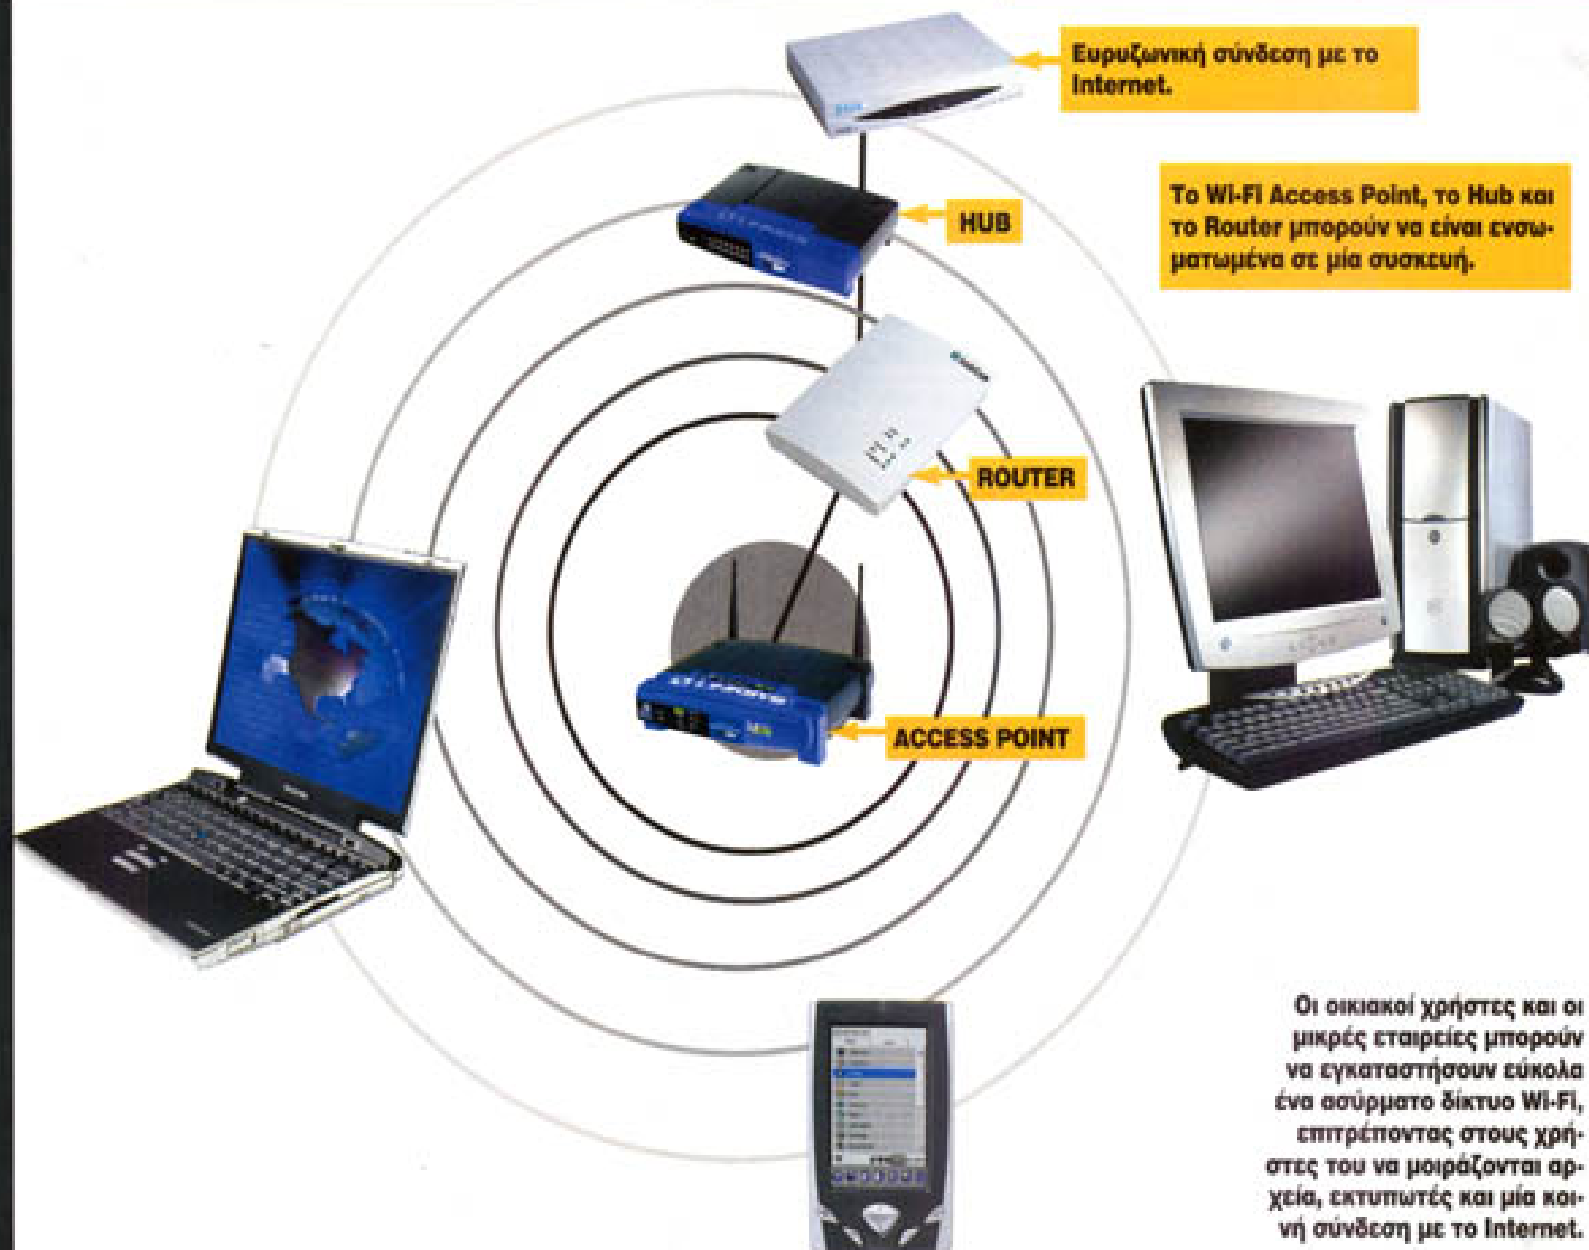 Ευρυζωνική σύνδεση με το
Internet.
HUB
Το Wi-Fi Access Point, το Hub και
το Router μπορούν να είναι ενσω-
ματωμένα σε μία συσκευή.
ROUTER
LINKSYS
ACCESS POINT
Οι οικιακοί χρήστες και οι
μικρές εταιρείες μπορούν
να εγκαταστήσουν εύκολα
ένα ασύρματο δίκτυο Wi-Fi,
επιτρέποντας στους χρή-
στες του να μοιράζονται αρ-
χεία, εκτυπωτές και μία κοι-
νή σύνδεση με το Internet.